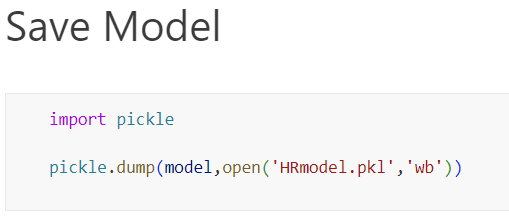 Save Model
import pickle
pickle.dump(model,open('HRmodel.pkl','wb'))